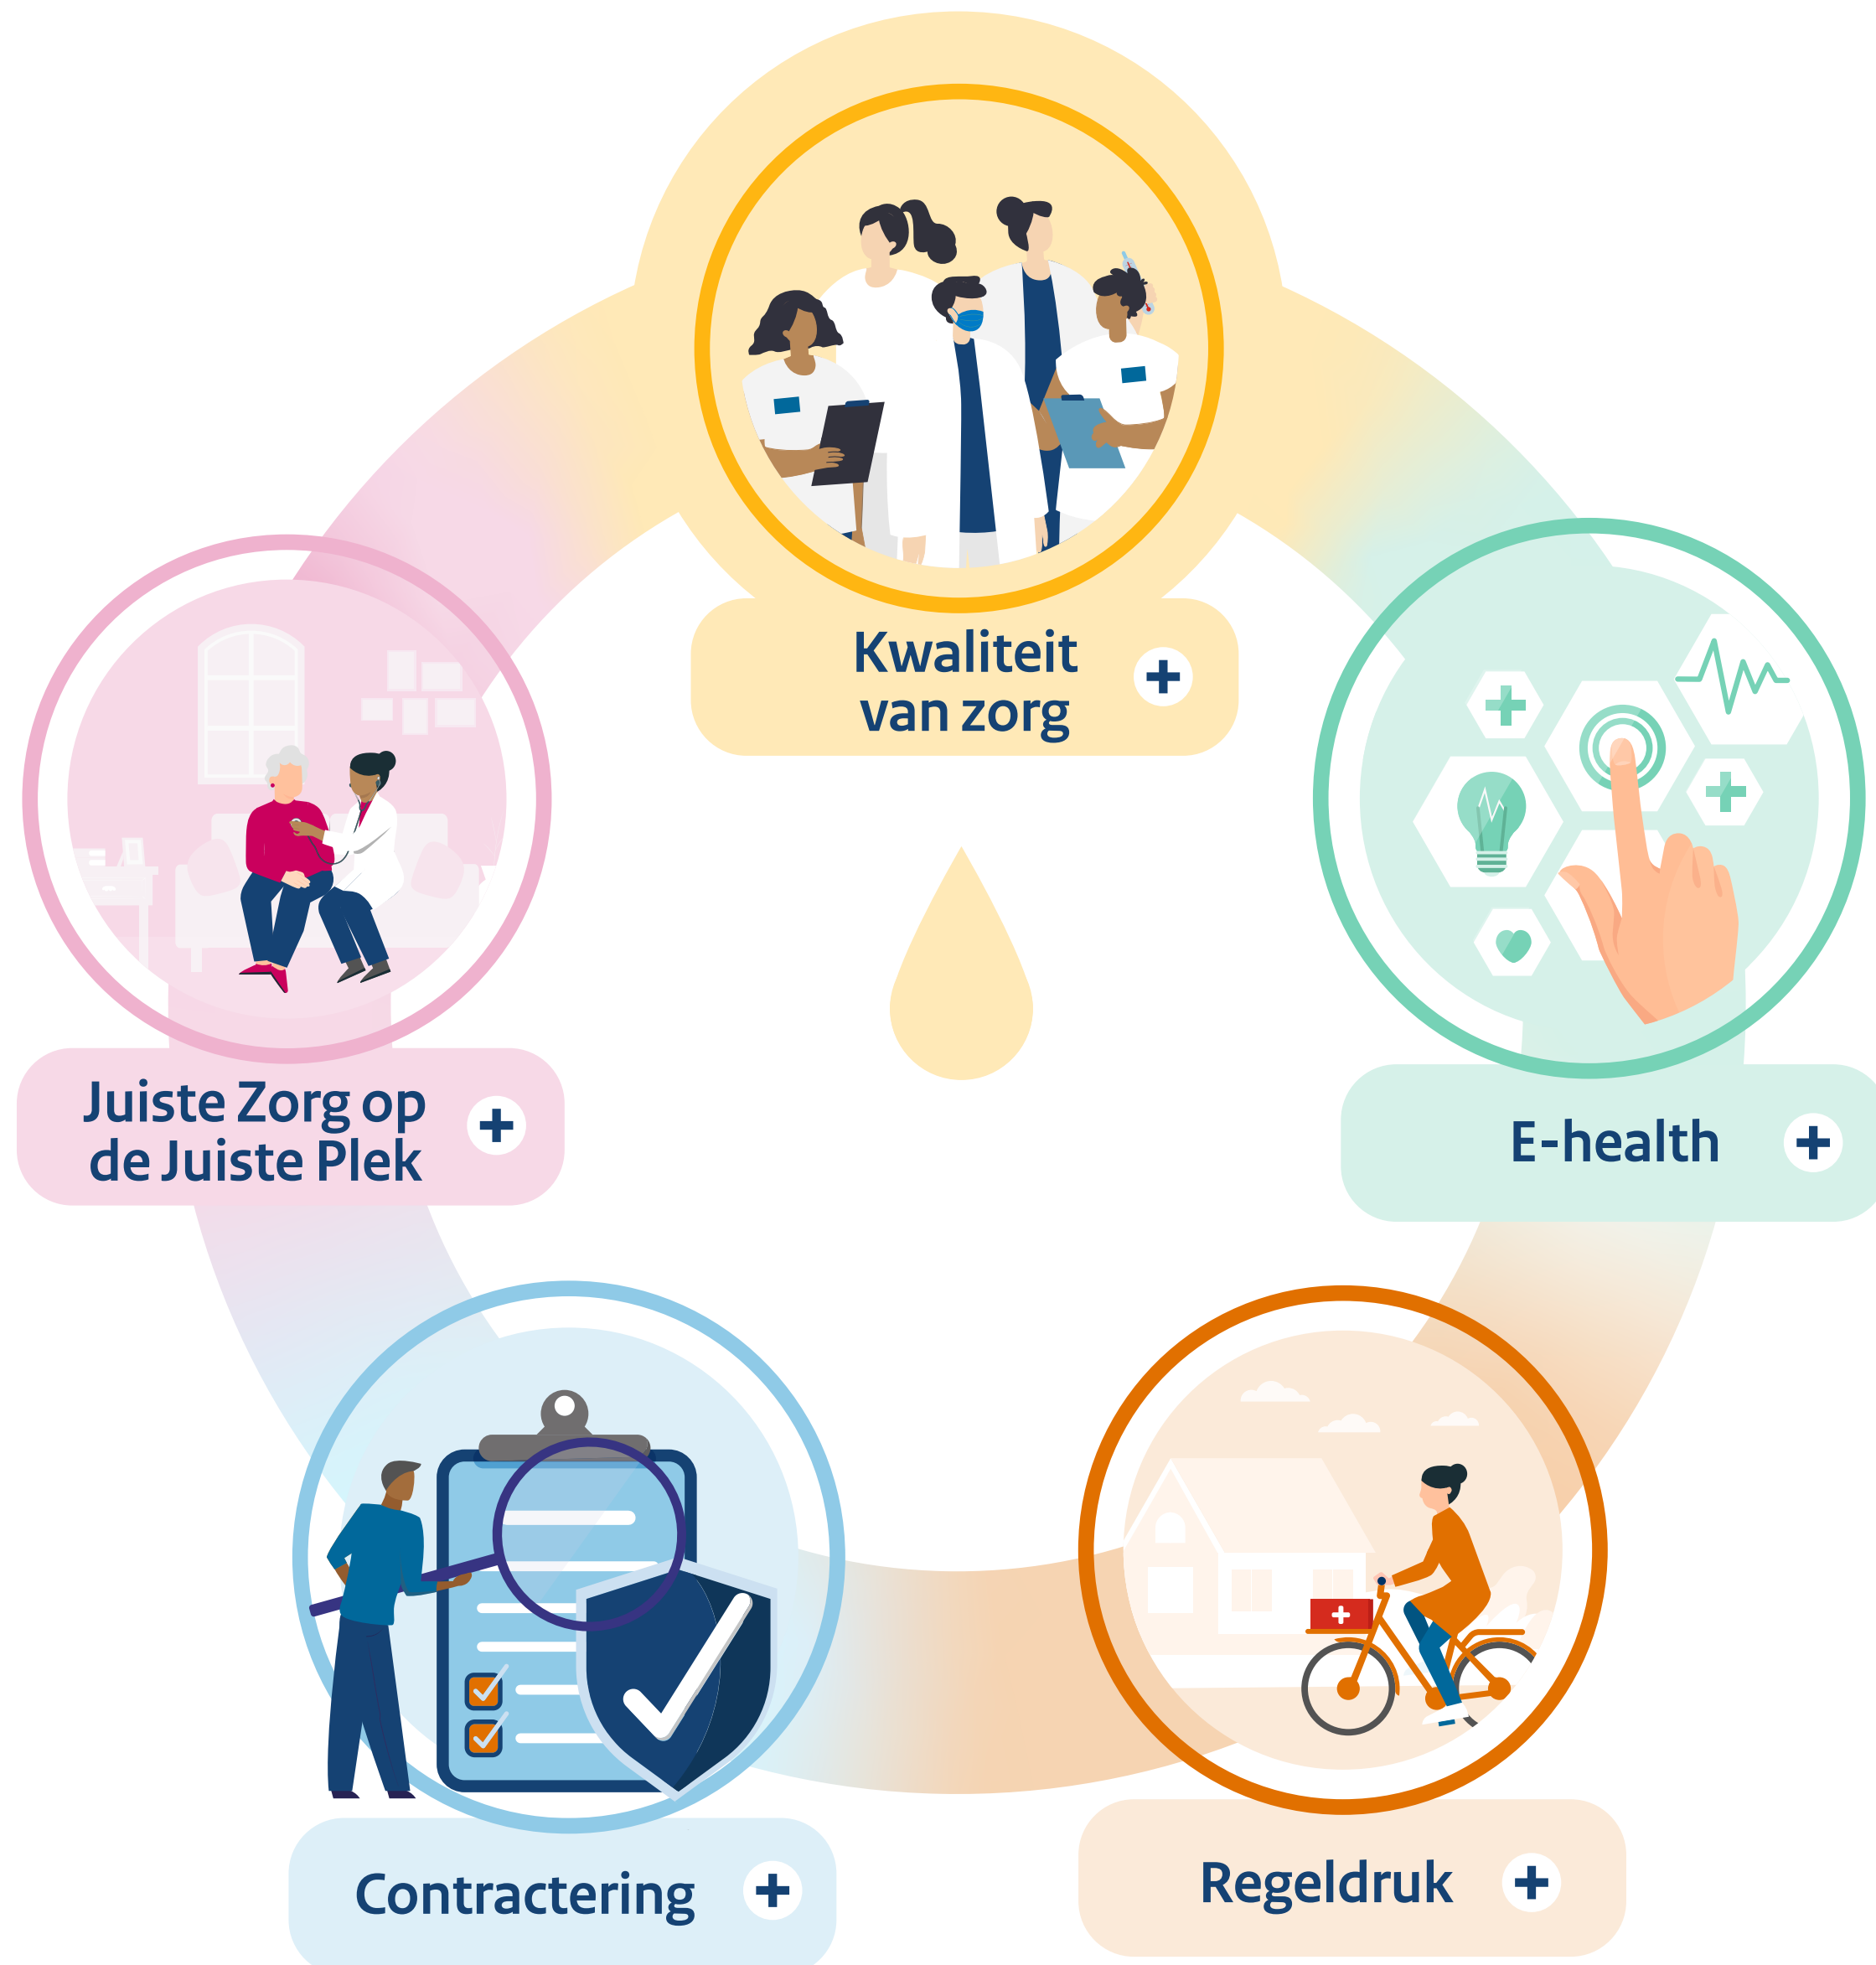 Kwaliteit
van zorg
Juiste Zorg op
de Juiste Plek
E-health
Contractering
Regeldruk